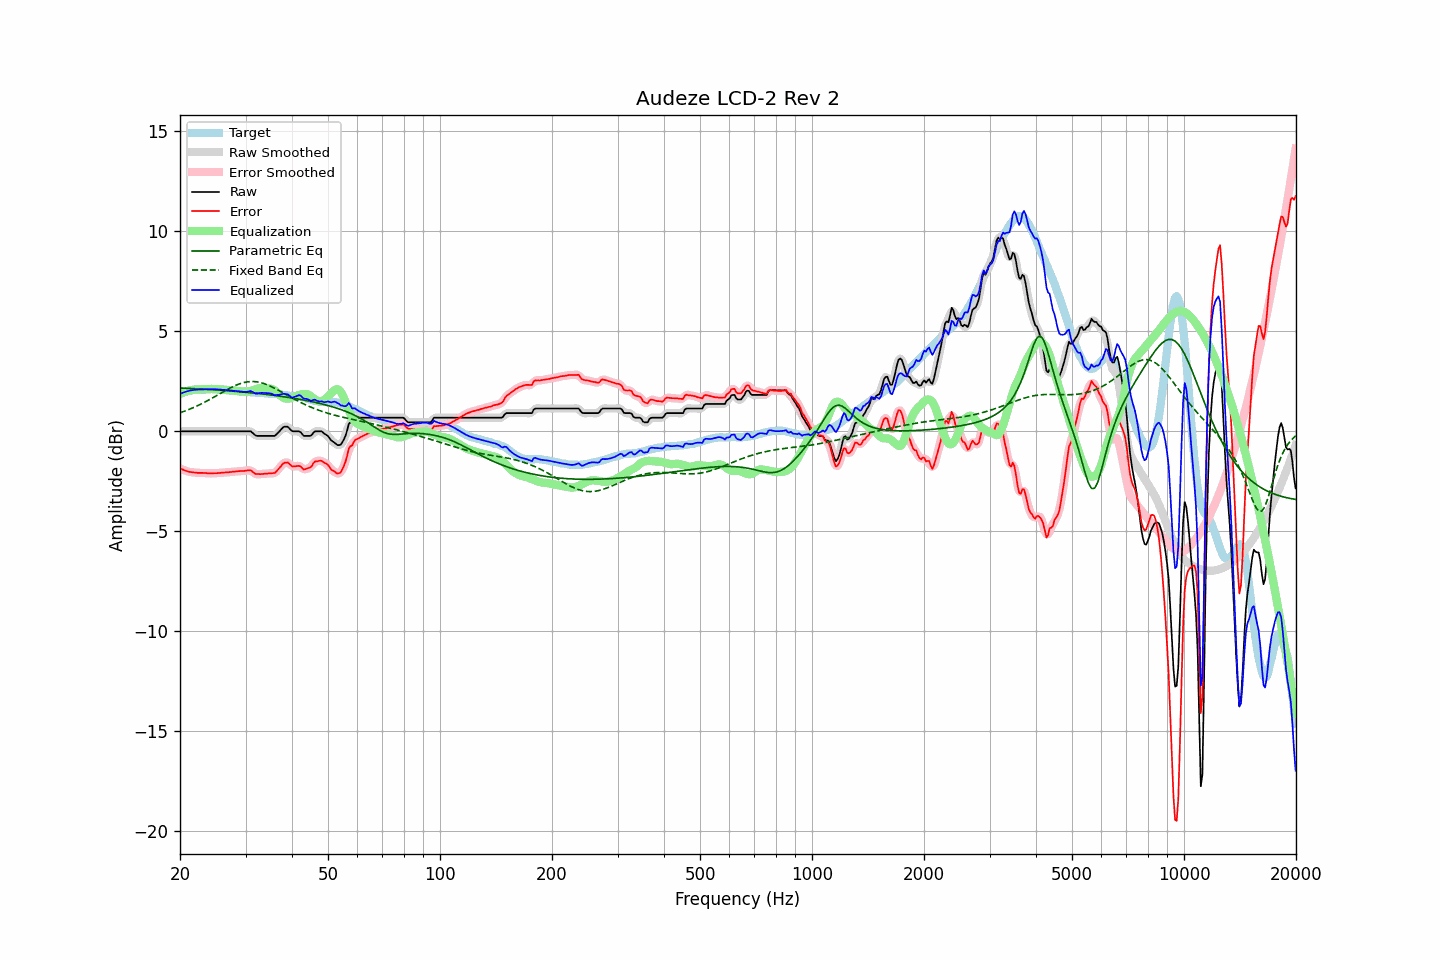 Audeze LCD-2 Rev 2
Target
Raw Smoothed
Error Smoothed
Raw
Error
Equalization
Parametric Eq
Fixed Band Eq
Equalized
15
10
5
0
−5
−10
−15
−20
Amplitude (dBr)
20
50
100
200
500
1000
2000
5000
10000
20000
Frequency (Hz)